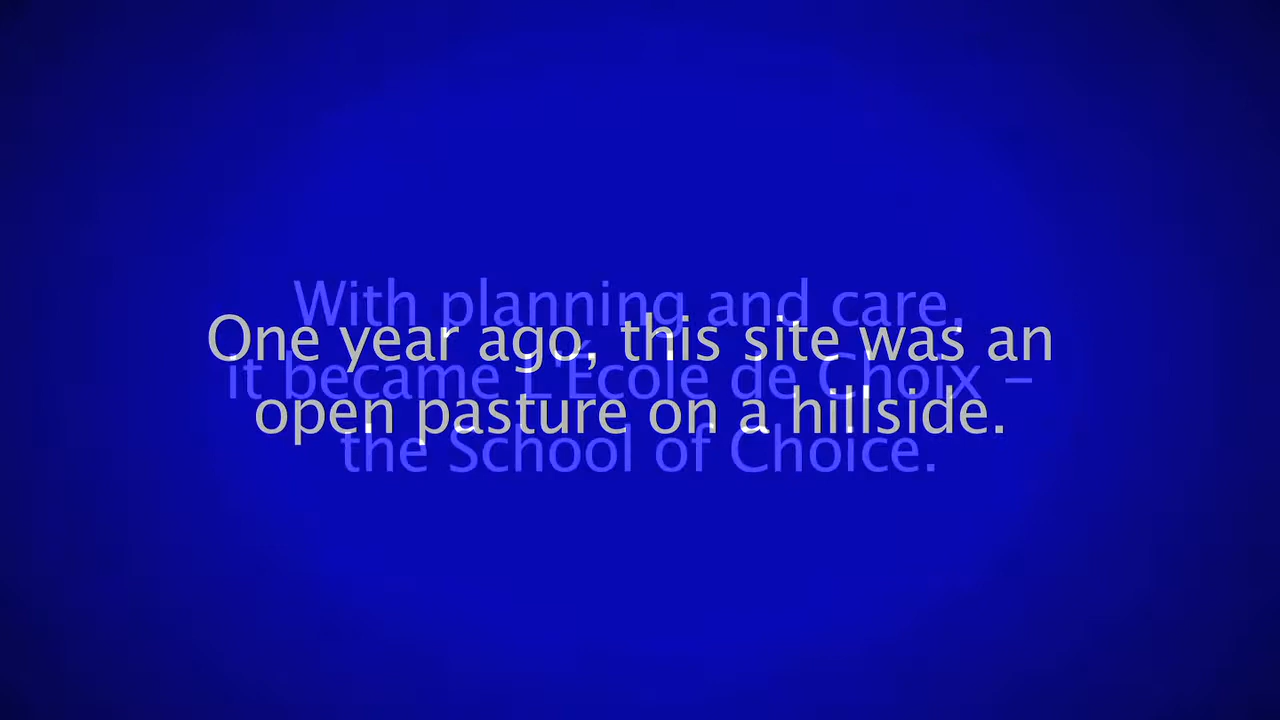 One year ago, this site was an
open pasture on a hillside.
With planning and care,
it became L'École de Choix –
the School of Choice.